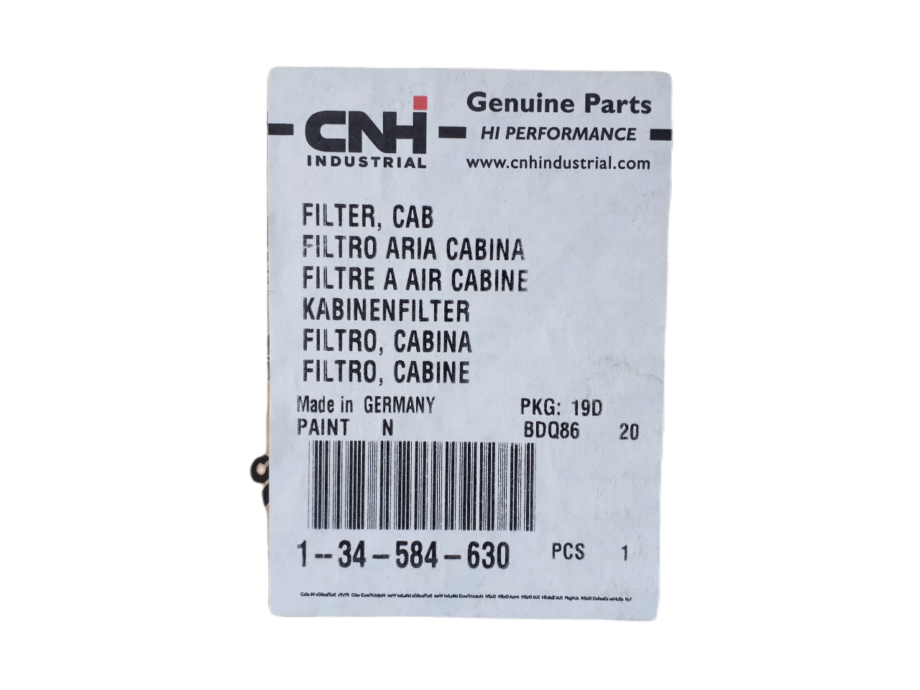 CNH
INDUSTRIAL
Genuine Parts
HI PERFORMANCE
www.cnhindustrial.com
FILTER, CAB
FILTRO ARIA CABINA
FILTRE A AIR CABINE
KABINENFILTER
FILTRO, CABINA
FILTRO, CABINE
Made in GERMANY PKG: 19D
PAINT N BDQ86 20
1--34-584-630 PCS 1